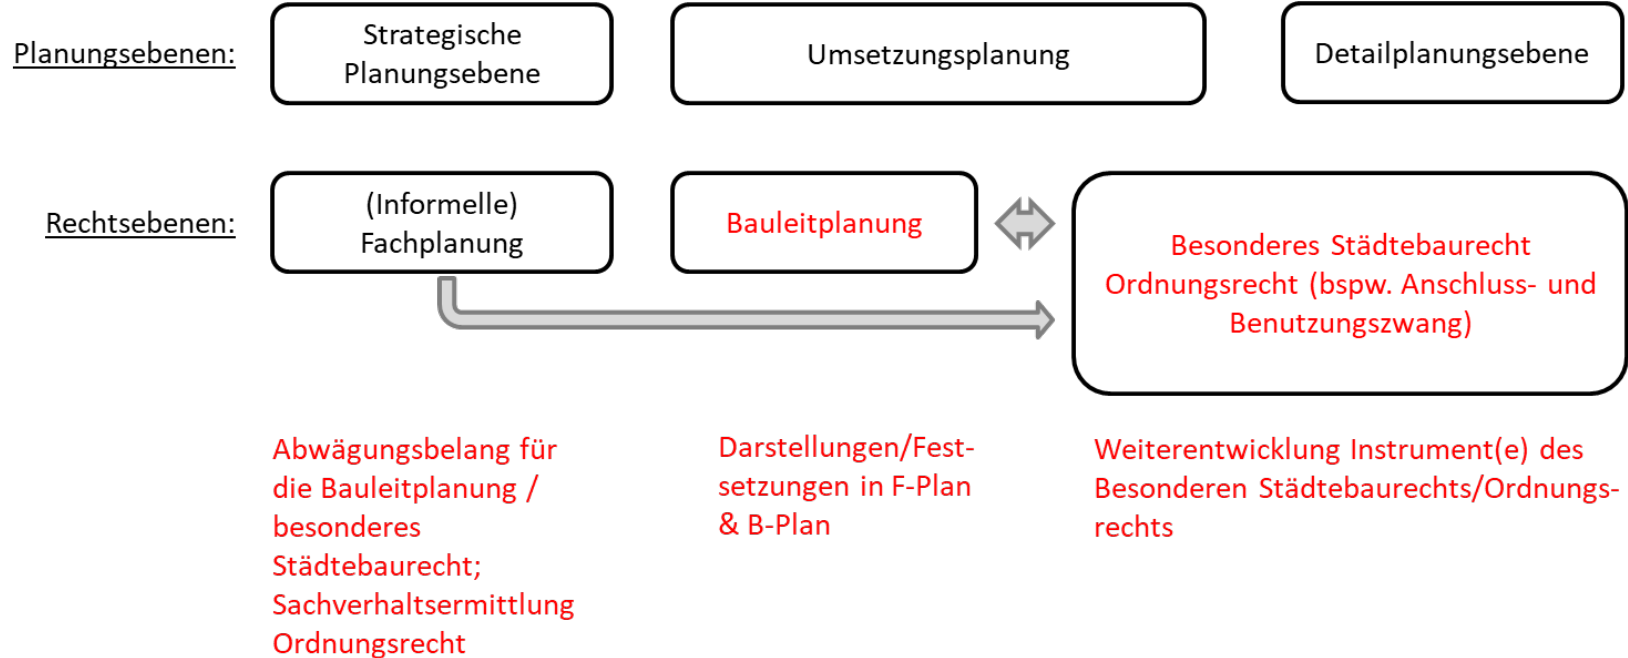 Planungsebenen:
Strategische
Planungsebene
Umsetzungsplanung
Detailplanungsebene
Rechtsebenen:
(Informelle)
Fachplanung
Bauleitplanung
Besonderes Städtebaurecht
Ordnungsrecht (bspw. Anschluss- und
Benutzungszwang)
Abwägungsbelang für
die Bauleitplanung /
besonderes
Städtebaurecht;
Sachverhaltsermittlung
Ordnungsrecht
Darstellungen/Fest-
setzungen in F-Plan
& B-Plan
Weiterentwicklung Instrument(e) des
Besonderen Städtebaurechts/Ordnungs-
rechts